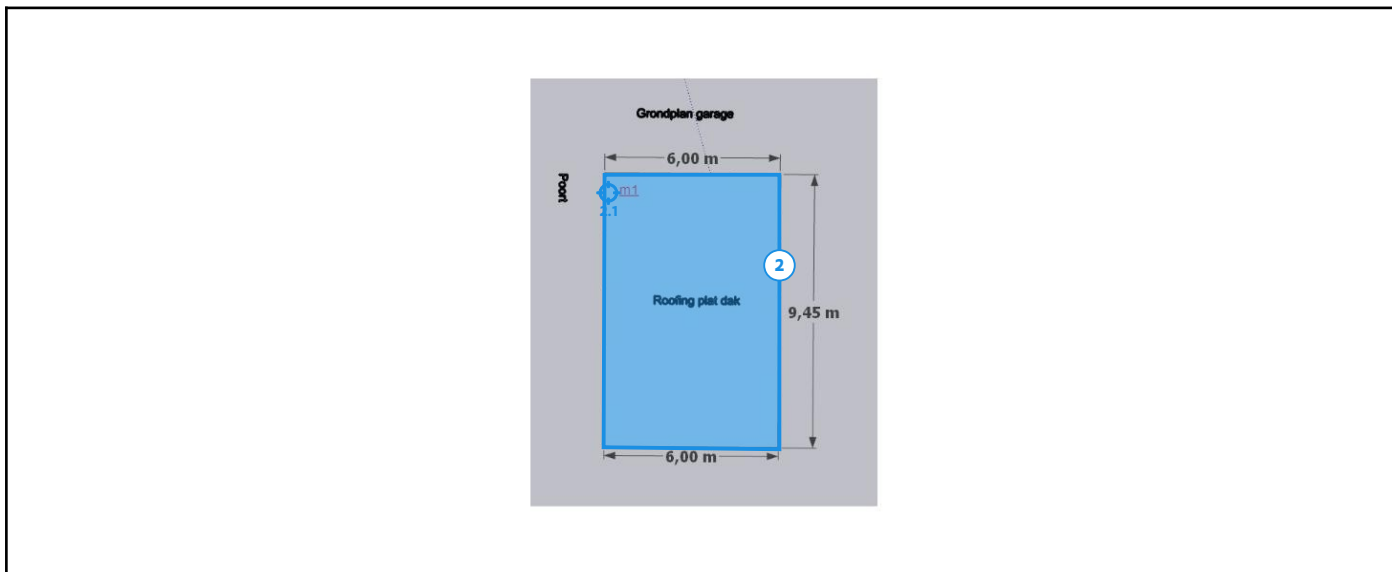 Grondplan garage
6,00 m
Poort
m1
2.1
2
Roofing plat dak
9,45 m
6,00 m